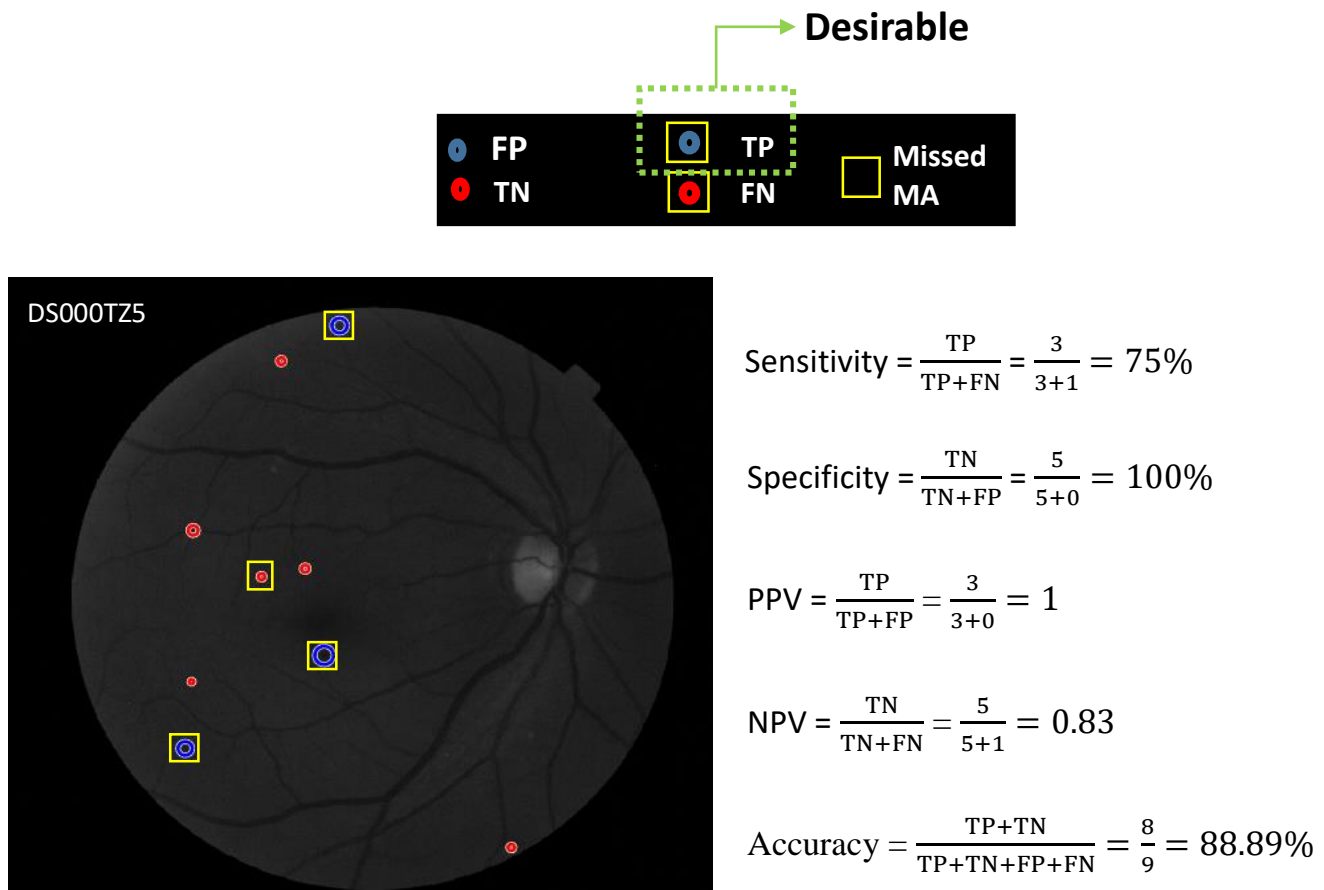 Desirable
FP
TP
Missed
MA
TN
FN
DS000TZ5
Sensitivity = TP/(TP+FN) = 3/(3+1) = 75%
Specificity = TN/(TN+FP) = 5/(5+0) = 100%
PPV = TP/(TP+FP) = 3/(3+0) = 1
NPV = TN/(TN+FN) = 5/(5+1) = 0.83
Accuracy = (TP+TN)/(TP+TN+FP+FN) = 8/9 = 88.89%